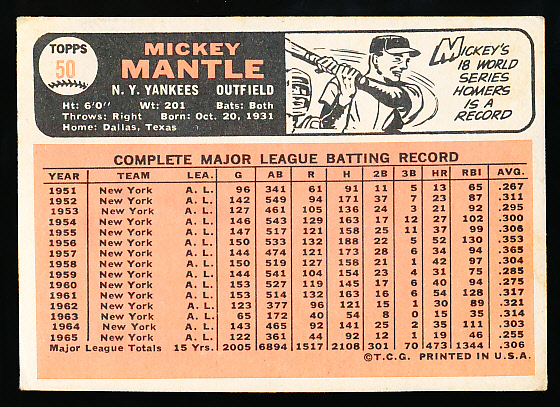 TOPPS
50
MICKEY
MANTLE
N. Y. YANKEES OUTFIELD
Ht: 6'0" Wt: 201 Bats: Both
Throws: Right Born: Oct. 20, 1931
Home: Dallas, Texas
MICKEY'S
18 WORLD
SERIES
HOMERS
IS A
RECORD
COMPLETE MAJOR LEAGUE BATTING RECORD
YEAR TEAM LEA. G AB R H 2B 3B HR RBI AVG.
1951 New York A. L. 96 341 61 91 11 5 13 65 .267
1952 New York A. L. 142 549 94 171 37 7 23 87 .311
1953 New York A. L. 127 461 105 136 24 3 21 92 .295
1954 New York A. L. 146 543 129 163 17 12 27 102 .300
1955 New York A. L. 147 517 121 158 25 11 37 99 .306
1956 New York A. L. 150 533 132 188 22 5 52 130 .353
1957 New York A. L. 144 474 121 173 28 6 34 94 .365
1958 New York A. L. 150 519 127 158 21 1 42 97 .304
1959 New York A. L. 144 541 104 154 23 4 31 75 .285
1960 New York A. L. 153 527 119 145 17 6 40 94 .275
1961 New York A. L. 153 514 132 163 16 6 54 128 .317
1962 New York A. L. 123 377 96 121 15 1 30 89 .321
1963 New York A. L. 65 172 40 54 8 0 15 35 .314
1964 New York A. L. 143 465 92 141 25 2 35 111 .303
1965 New York A. L. 122 361 44 92 12 1 19 46 .255
Major League Totals 15 Yrs. 2005 6894 1517 2108 301 70 473 1344 .306
©T.C.G. PRINTED IN U.S.A.